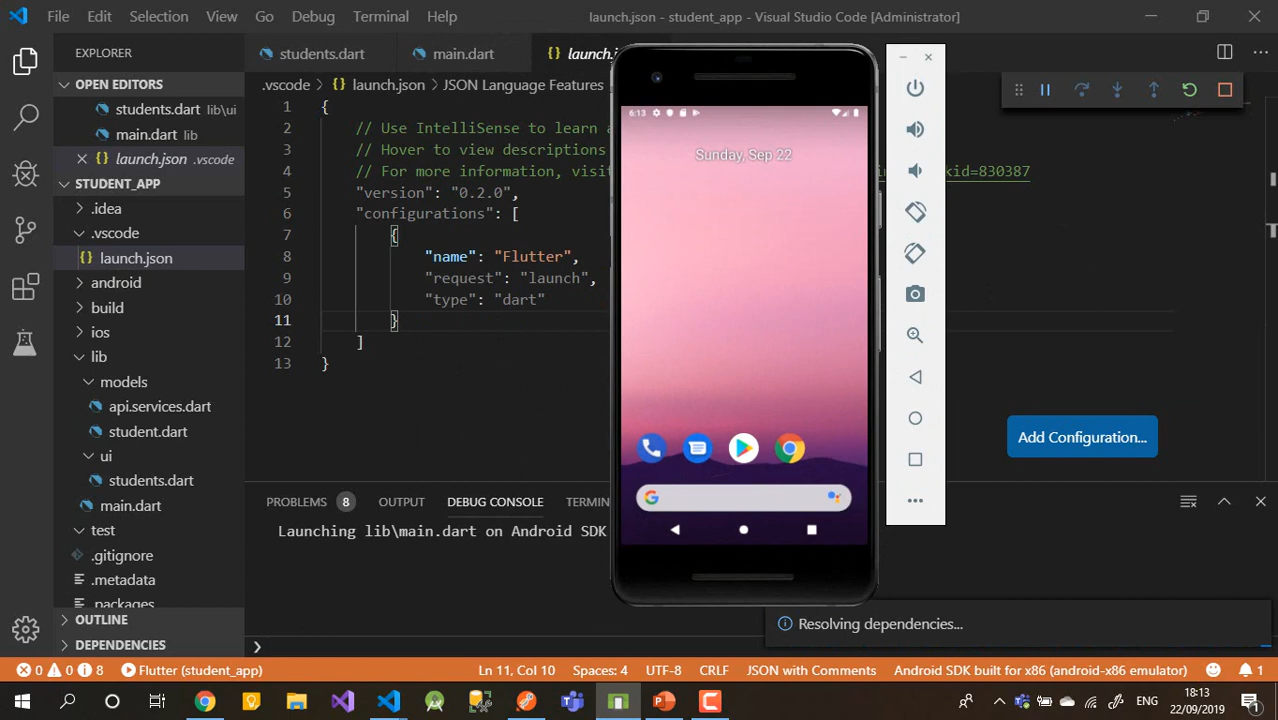 File Edit Selection View Go Debug Terminal Help
launch.json - student_app - Visual Studio Code [Administrator]
EXPLORER
OPEN EDITORS
students.dart lib\ui
main.dart lib
launch.json .vscode
STUDENT_APP
.idea
.vscode
launch.json
android
build
ios
lib
models
api.services.dart
student.dart
ui
students.dart
main.dart
test
.gitignore
.metadata
.packages
OUTLINE
DEPENDENCIES
students.dart main.dart launch.j
.vscode launch.json JSON Language Features
1 {
2 // Use IntelliSense to learn a
3 // Hover to view descriptions
4 // For more information, visit kid=830387
5 "version": "0.2.0",
6 "configurations": [
7 {
8 "name": "Flutter",
9 "request": "launch",
10 "type": "dart"
11 }
12 ]
13 }
6:13
Sunday, Sep 22
Add Configuration...
PROBLEMS 8 OUTPUT DEBUG CONSOLE TERMIN
Launching lib\main.dart on Android SDK
Resolving dependencies...
0 0 8 Flutter (student_app) Ln 11, Col 10 Spaces: 4 UTF-8 CRLF JSON with Comments Android SDK built for x86 (android-x86 emulator) 1
ENG
18:13
22/09/2019
1